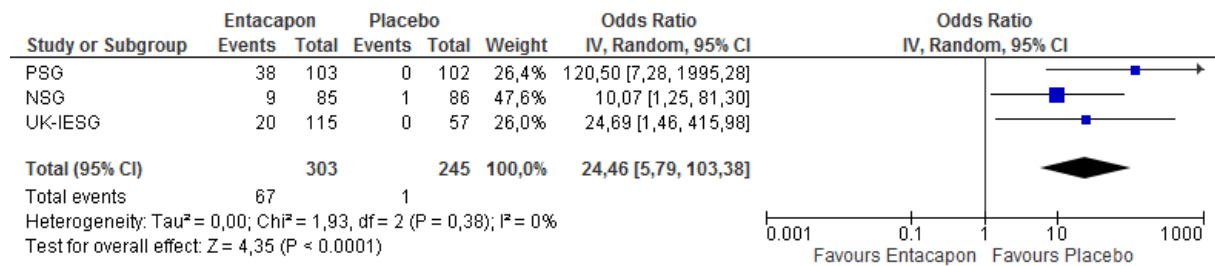 Entacapon Placebo Odds Ratio Odds Ratio
Study or Subgroup Events Total Events Total Weight IV, Random, 95% CI IV, Random, 95% CI
PSG 38 103 0 102 26,4% 120,50 [7,28, 1995,28]
NSG 9 85 1 86 47,6% 10,07 [1,25, 81,30]
UK-IESG 20 115 0 57 26,0% 24,69 [1,46, 415,98]
Total (95% CI) 303 245 100,0% 24,46 [5,79, 103,38]
Total events 67 1
Heterogeneity: Tau² = 0,00; Chi² = 1,93, df = 2 (P = 0,38); I² = 0%
Test for overall effect: Z = 4,35 (P < 0.0001)
0.001 0.1 1 10 1000
Favours Entacapon Favours Placebo